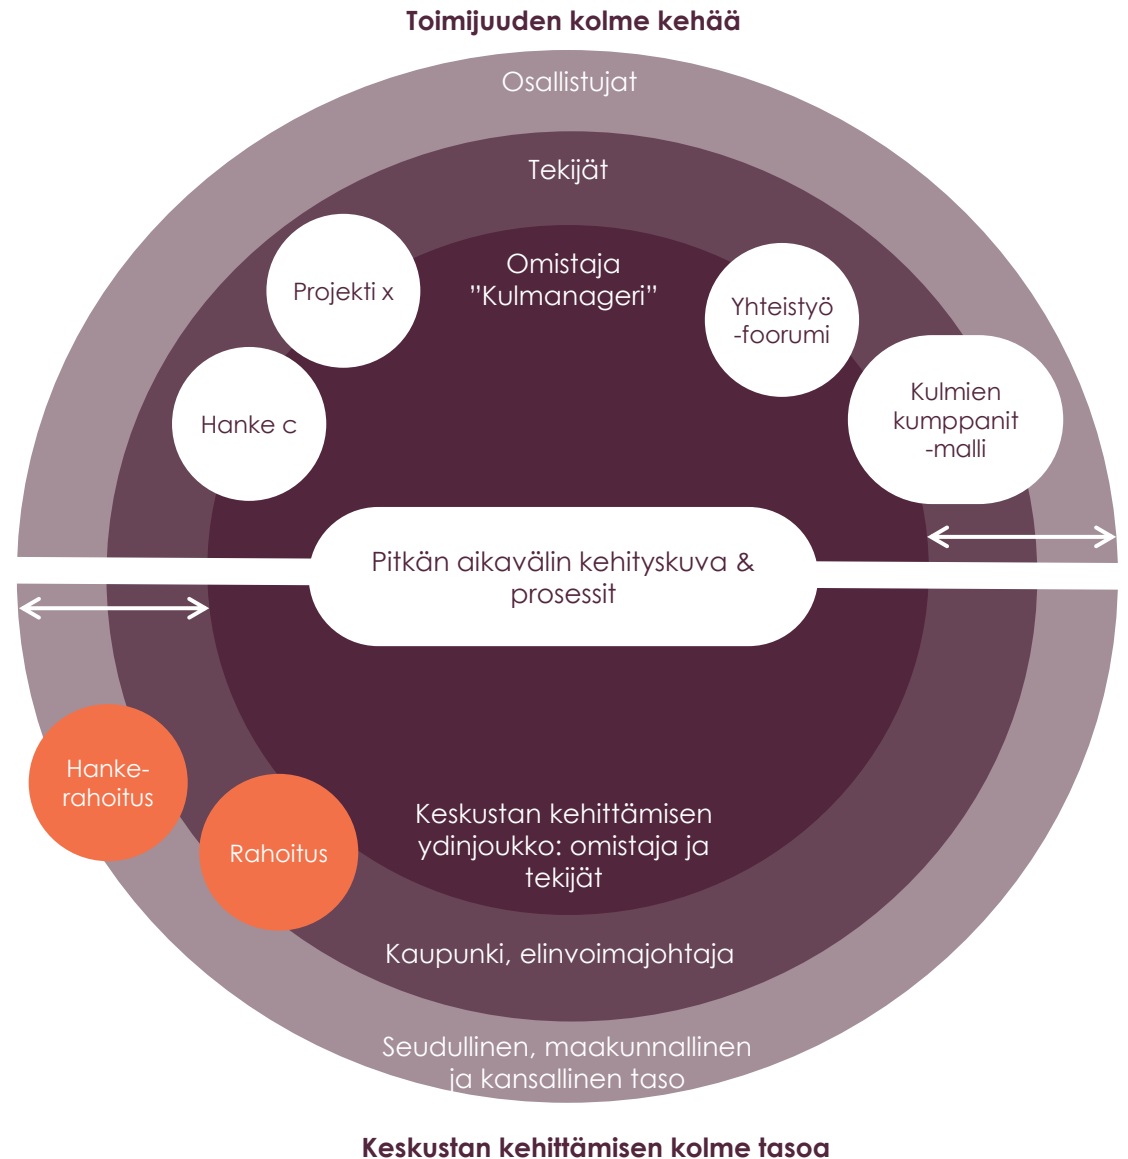 Toimijuuden kolme kehää
Osallistujat
Tekijät
Omistaja
”Kulmanageri”
Projekti x
Yhteistyö
-foorumi
Hanke c
Kulmien
kumppanit
-malli
Pitkän aikavälin kehityskuva &
prosessit
Hanke-
rahoitus
Rahoitus
Keskustan kehittämisen
ydinjoukko: omistaja ja
tekijät
Kaupunki, elinvoimajohtaja
Seudullinen, maakunnallinen
ja kansallinen taso
Keskustan kehittämisen kolme tasoa